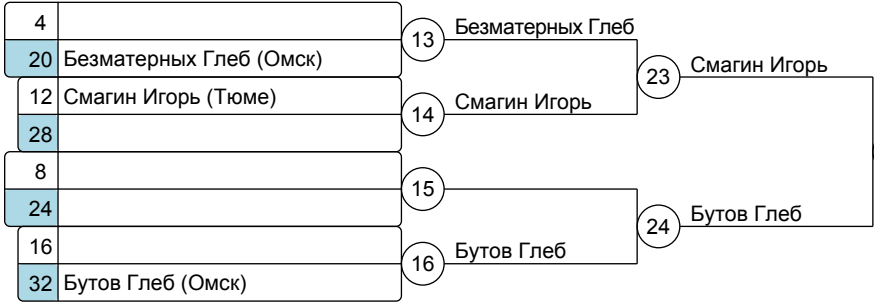 4
13
Безматерных Глеб
20 Безматерных Глеб (Омск)
23
Смагин Игорь
12 Смагин Игорь (Тюме)
14
Смагин Игорь
28
8
15
24
24
Бутов Глеб
16
16
Бутов Глеб
32 Бутов Глеб (Омск)